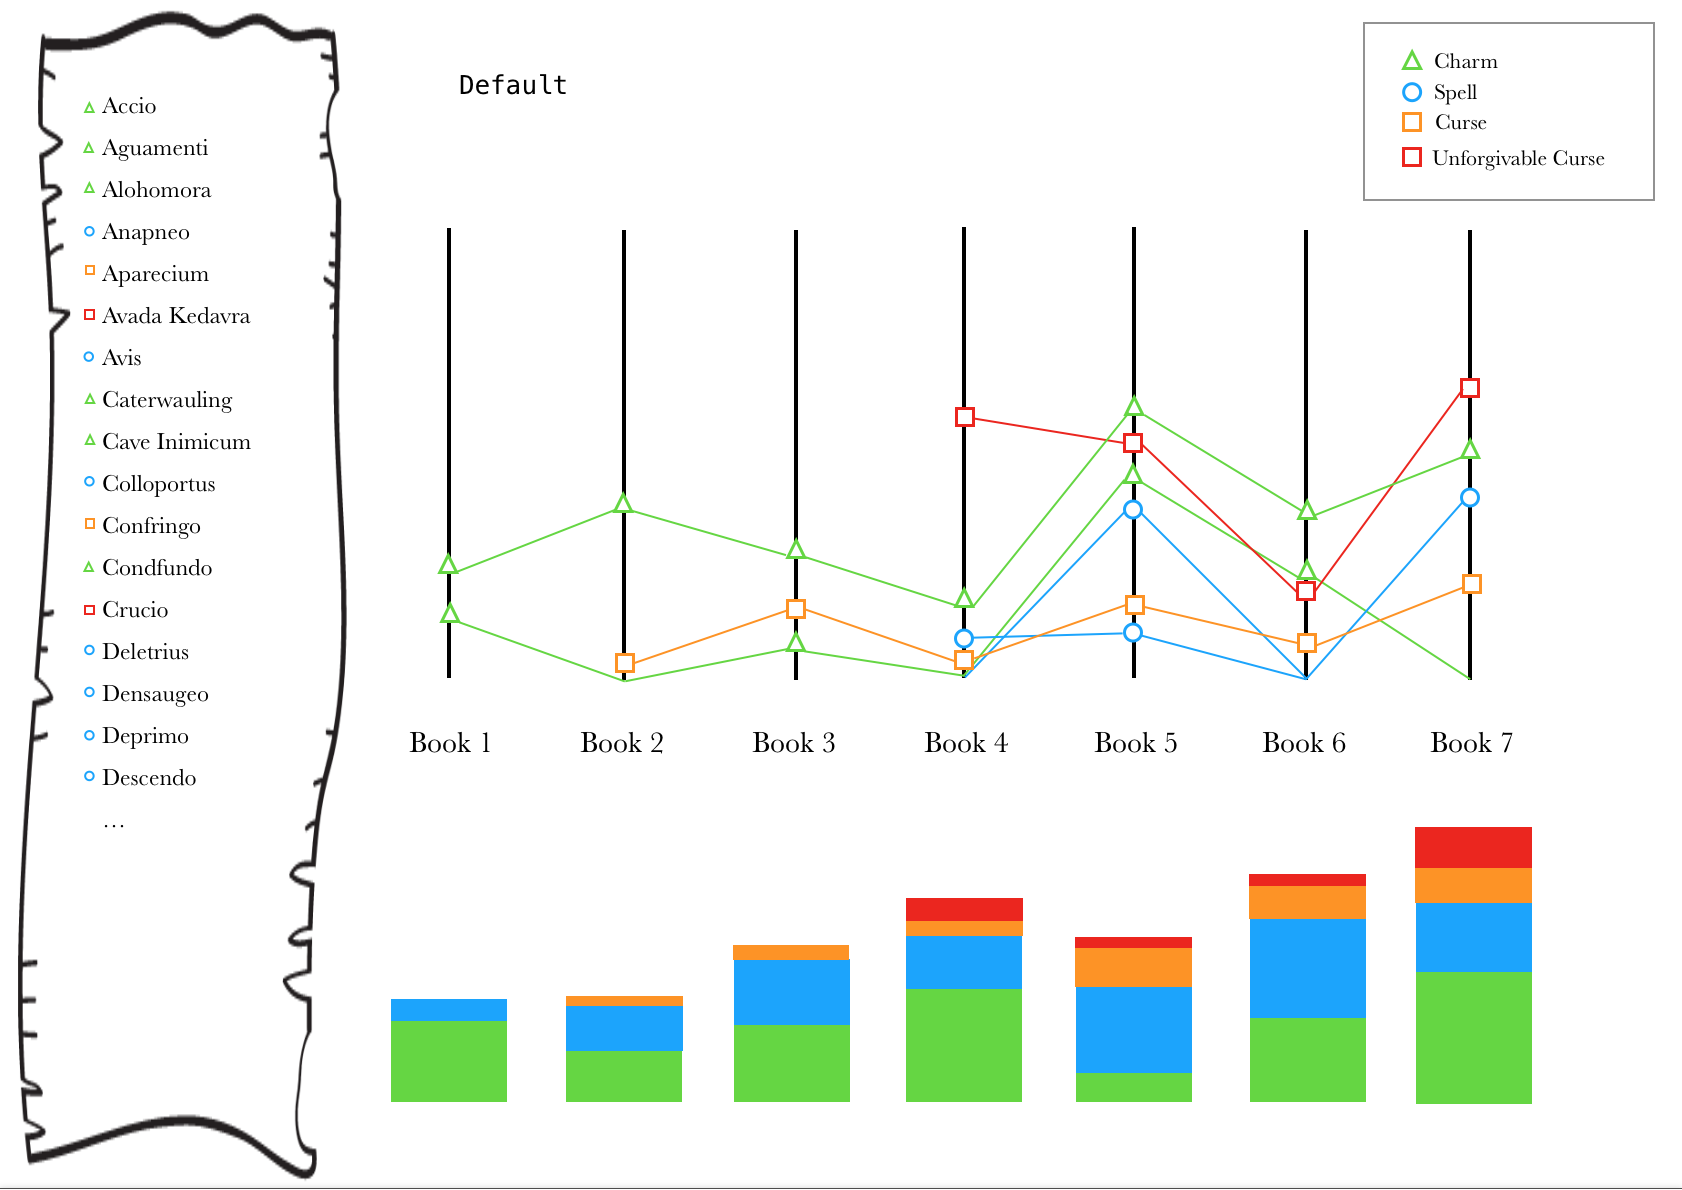 Default
Charm
Spell
Curse
Unforgivable Curse
Accio
Aguamenti
Alohomora
Anapneo
Aparecium
Avada Kedavra
Avis
Caterwauling
Cave Inimicum
Colloportus
Confringo
Condfundo
Crucio
Deletrius
Densaugeo
Deprimo
Descendo
...
Book 1 Book 2 Book 3 Book 4 Book 5 Book 6 Book 7